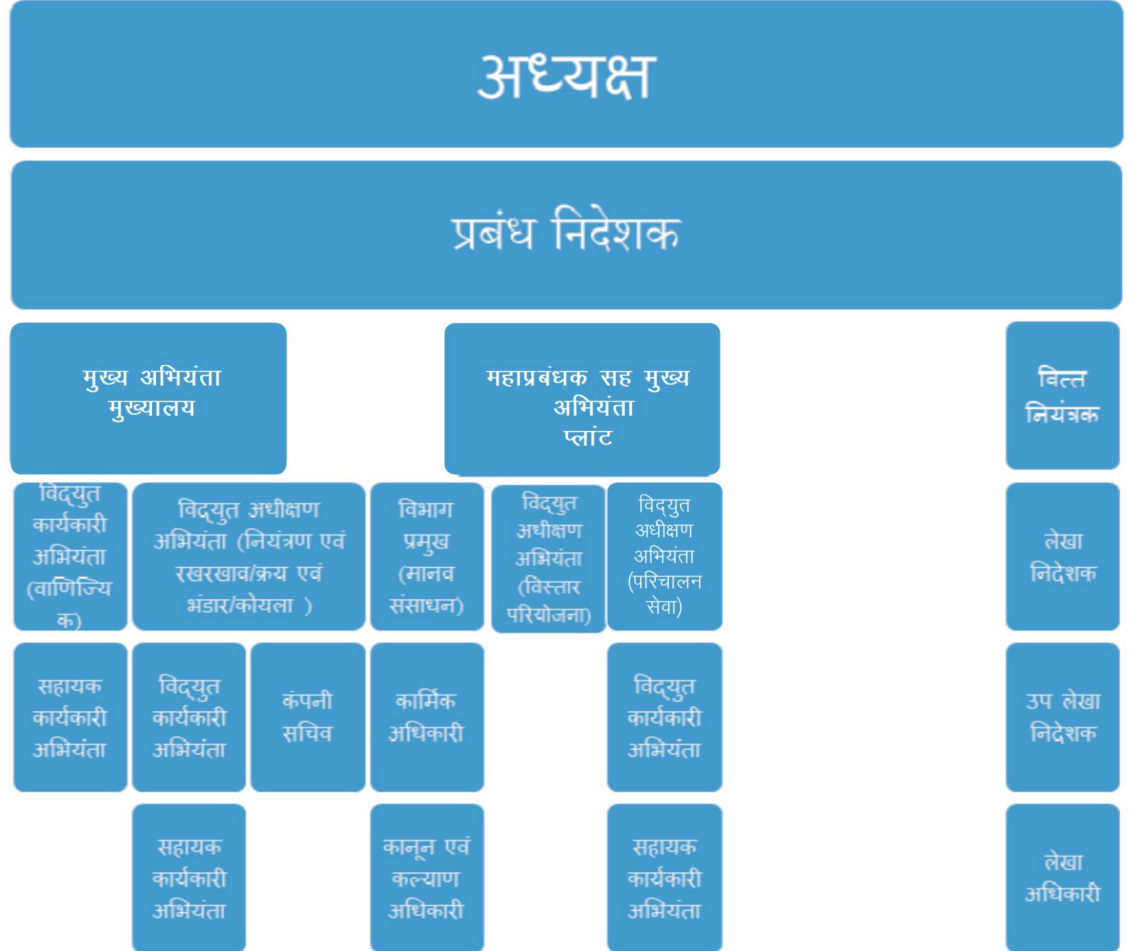 अध्यक्ष
प्रबंध निदेशक
मुख्य अभियंता
मुख्यालय
महाप्रबंधक सह मुख्य
अभियंता
प्लांट
वित्त
नियंत्रक
विद्युत
कार्यकारी
अभियंता
(वाणिज्यि
क)
विद्युत अधीक्षण
अभियंता (नियंत्रण एवं
रखरखाव/क्रय एवं
भंडार/कोयला )
विभाग
प्रमुख
(मानव
संसाधन)
विद्युत
अधीक्षण
अभियंता
(विस्तार
परियोजना)
विद्युत
अधीक्षण
अभियंता
(परिचालन
सेवा)
लेखा
निदेशक
सहायक
कार्यकारी
अभियंता
विद्युत
कार्यकारी
अभियंता
कंपनी
सचिव
कार्मिक
अधिकारी
विद्युत
कार्यकारी
अभियंता
उप लेखा
निदेशक
सहायक
कार्यकारी
अभियंता
कानून एवं
कल्याण
अधिकारी
सहायक
कार्यकारी
अभियंता
लेखा
अधिकारी